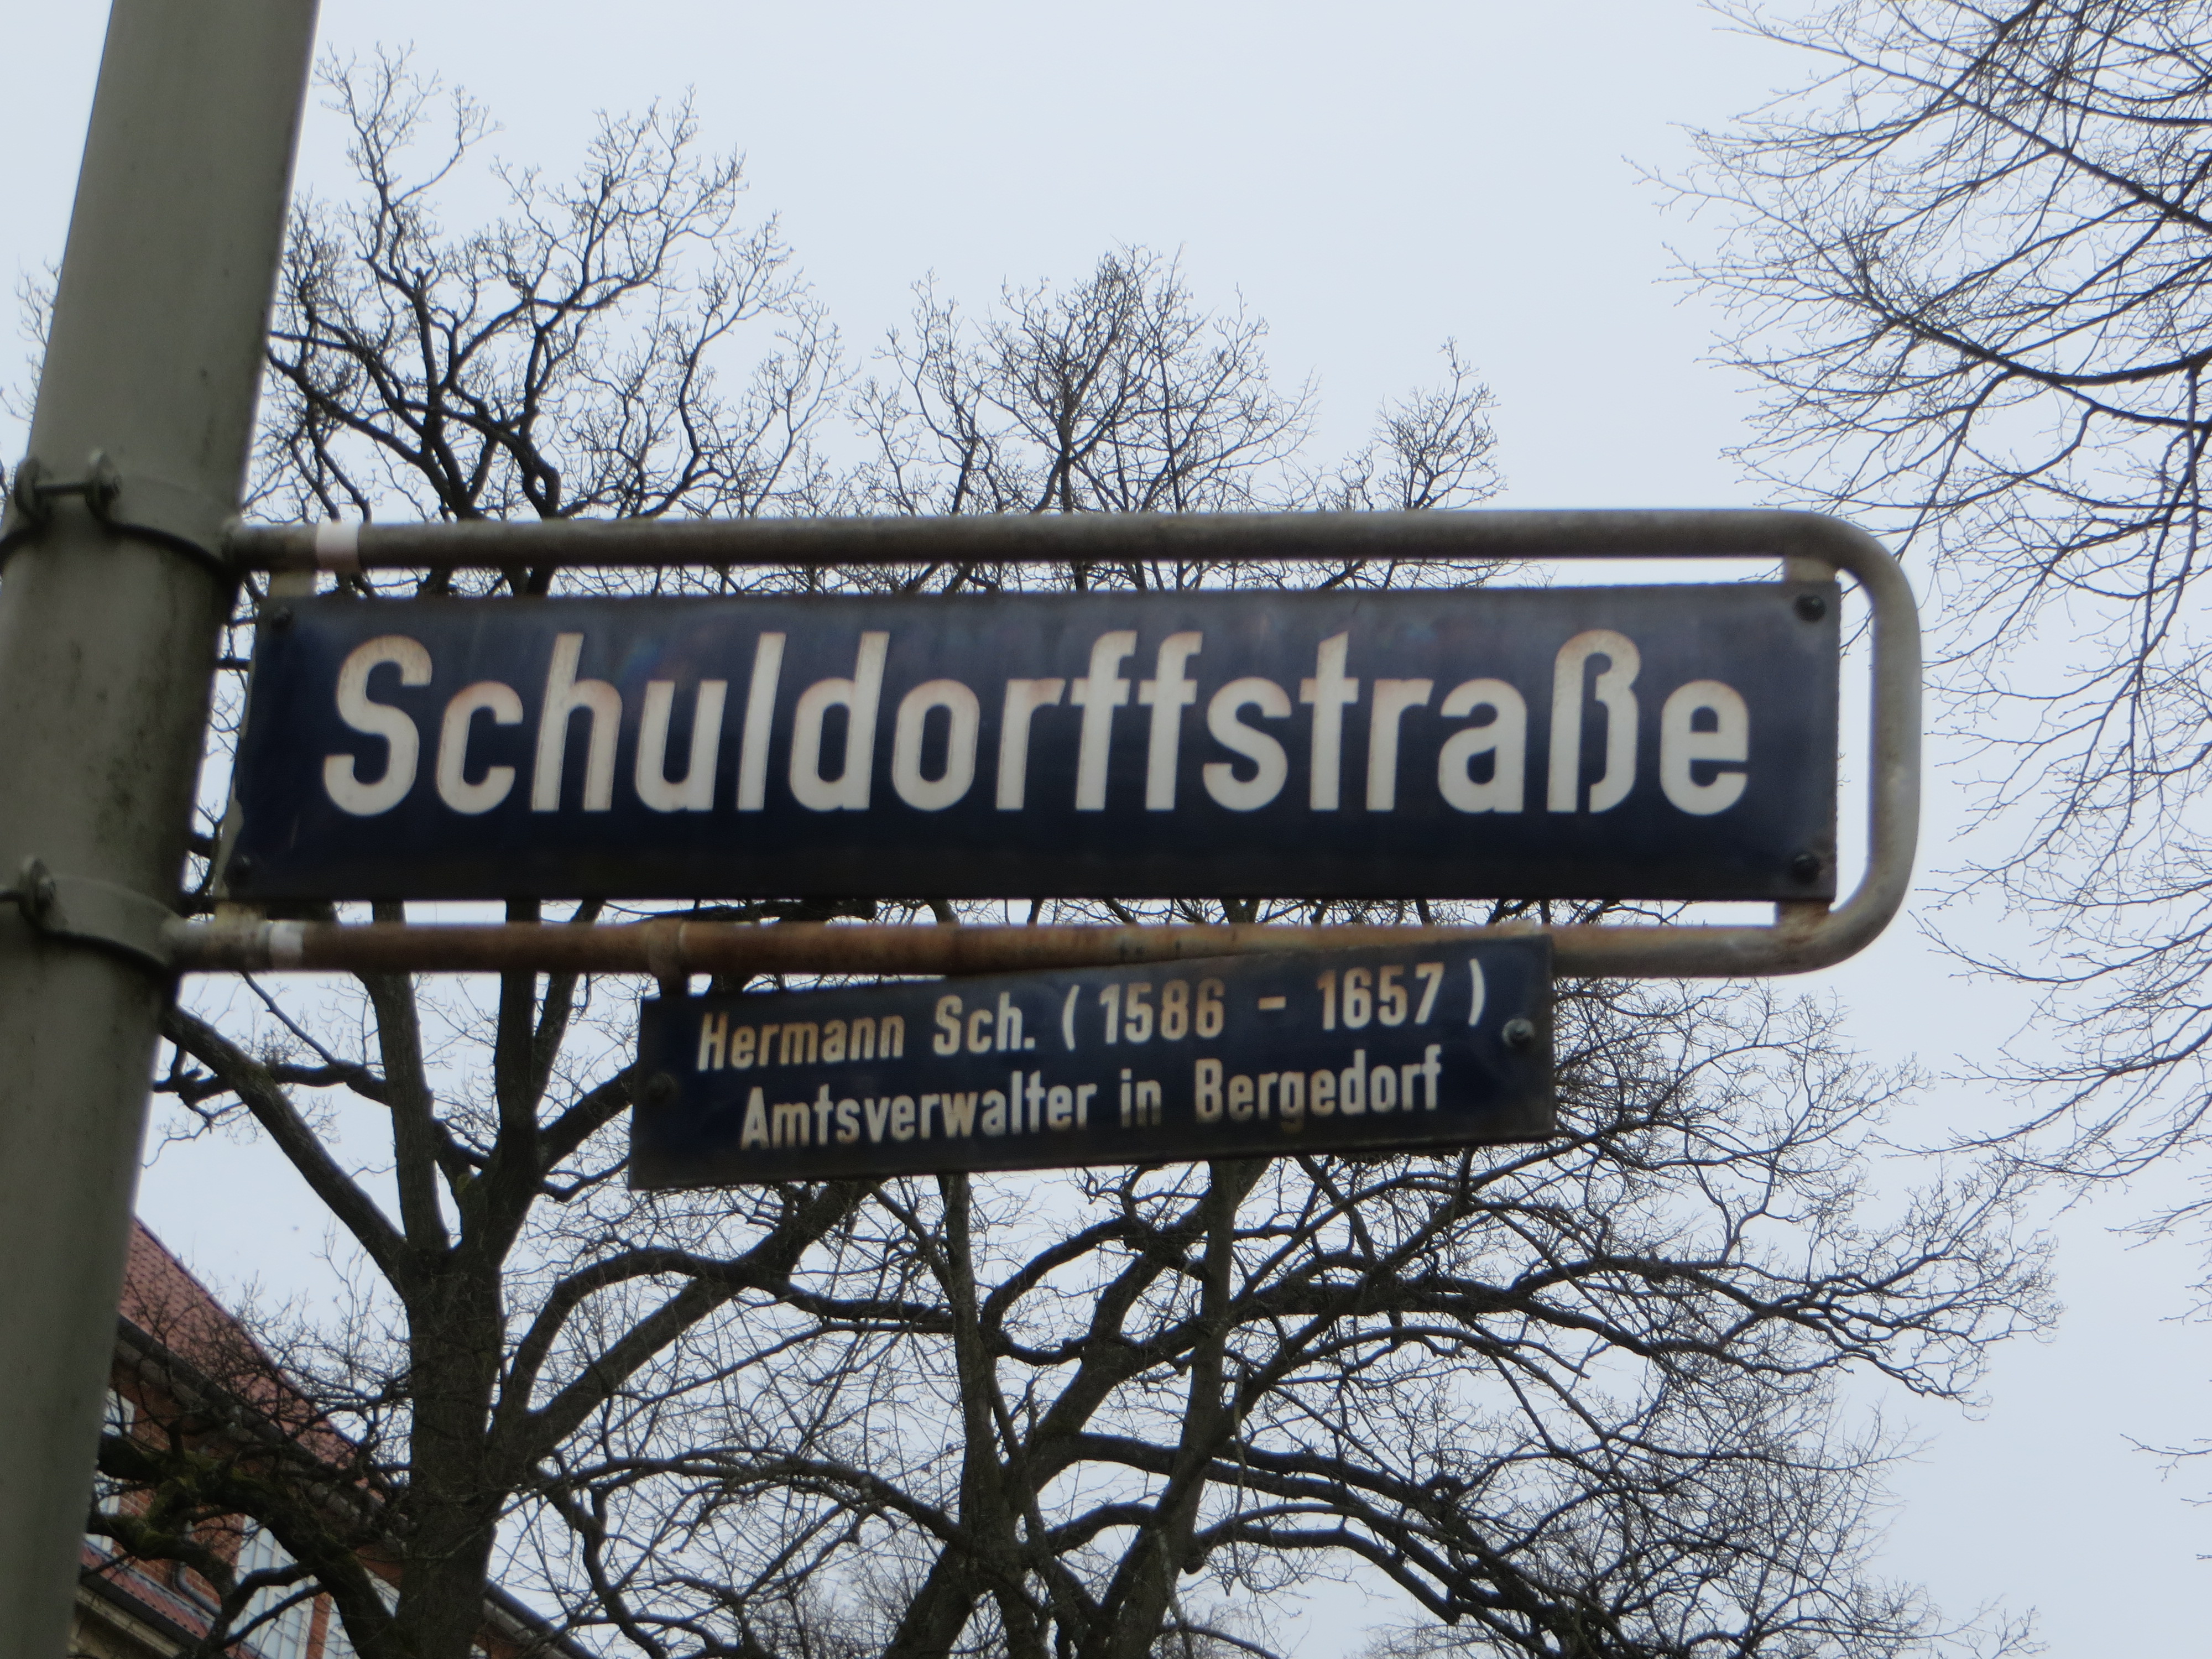 Schuldorffstraße
Hermann Sch. ( 1586 - 1657 )
Amtsverwalter in Bergedorf